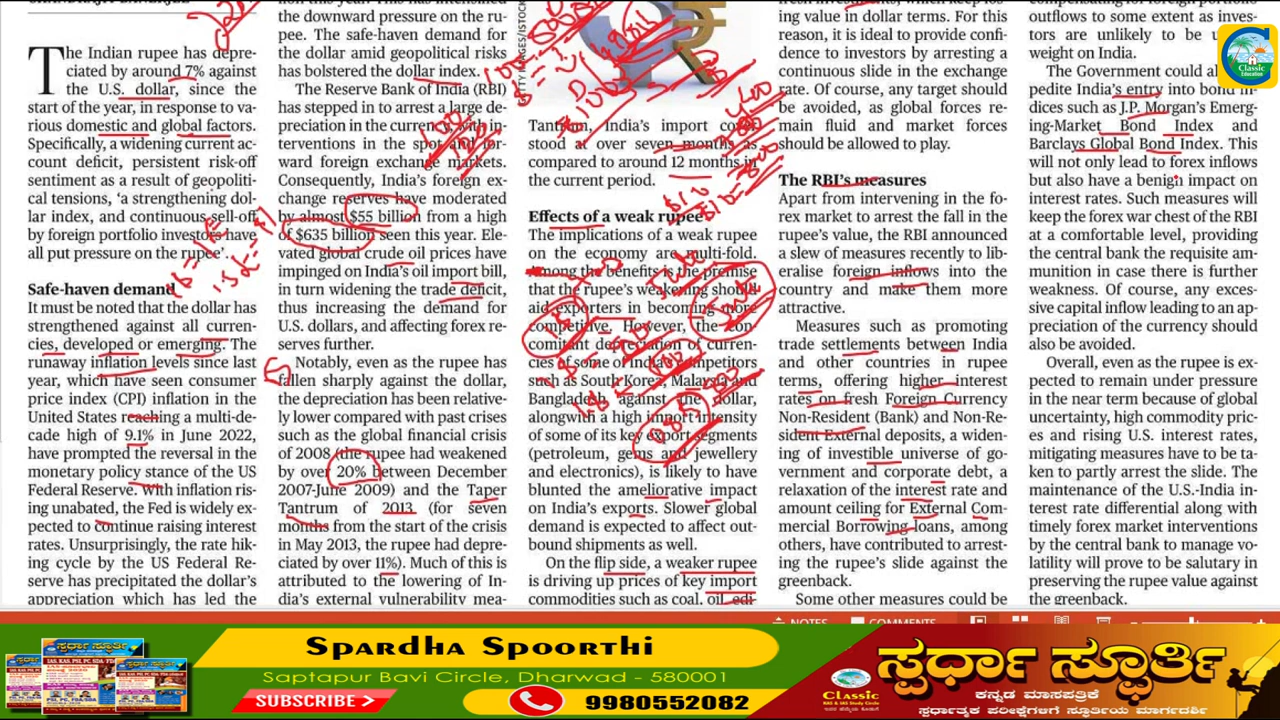 The Indian rupee has depre-
ciated by around 7% against
the U.S. dollar, since the
start of the year, in response to va-
rious domestic and global factors.
Specifically, a widening current ac-
count deficit, persistent risk-off
sentiment as a result of geopoliti-
cal tensions, 'a strengthening dol-
lar index, and continuous sell-off
by foreign portfolio investors have
all put pressure on the rupee'.
Safe-haven demand
It must be noted that the dollar has
strengthened against all curren-
cies, developed or emerging. The
runaway inflation levels since last
year, which have seen consumer
price index (CPI) inflation in the
United States reaching a multi-de-
cade high of 9.1% in June 2022,
have prompted the reversal in the
monetary policy stance of the US
Federal Reserve. With inflation ris-
ing unabated, the Fed is widely ex-
pected to continue raising interest
rates. Unsurprisingly, the rate hik-
ing cycle by the US Federal Re-
serve has precipitated the dollar's
appreciation which has led the
the downward pressure on the ru-
pee. The safe-haven demand for
the dollar amid geopolitical risks
has bolstered the dollar index.
The Reserve Bank of India (RBI)
has stepped in to arrest a large de-
preciation in the currency with in-
terventions in the spot and for-
ward foreign exchange markets.
Consequently, India's foreign ex-
change reserves have moderated
by almost $55 billion from a high
of $635 billion seen this year. Ele-
vated global crude oil prices have
impinged on India's oil import bill,
in turn widening the trade deficit,
thus increasing the demand for
U.S. dollars, and affecting forex re-
serves further.
Notably, even as the rupee has
fallen sharply against the dollar,
the depreciation has been relative-
ly lower compared with past crises
such as the global financial crisis
of 2008 rupee had weakened
by over 20% between December
2007-June 2009) and the Taper
Tantrum of 2013 (for seven
months from the start of the crisis
in May 2013, the rupee had depre-
ciated by over 11%). Much of this is
attributed to the lowering of In-
dia's external vulnerability mea-
GETTY IMAGES/ISTOCK
Tantrum, India's import cover
stood at over seven months as
compared to around 12 months in
the current period.
Effects of a weak rupee
The implications of a weak rupee
on the economy are multi-fold.
Among the benefits is the premise
that the rupee's weakening should
aid exporters in becoming more
competitive. However, the con-
comitant depreciation of curren-
cies of some of India's competitors
such as South Korea, Malaysia and
Bangladesh against the dollar,
alongwith a high import intensity
of some of its key export segments
(petroleum, gems and jewellery
and electronics), is likely to have
blunted the ameliorative impact
on India's exports. Slower global
demand is expected to affect out-
bound shipments as well.
On the flip side, a weaker rupee
is driving up prices of key import
commodities such as coal, oil, edi-
ing value in dollar terms. For this
reason, it is ideal to provide confi-
dence to investors by arresting a
continuous slide in the exchange
rate. Of course, any target should
be avoided, as global forces re-
main fluid and market forces
should be allowed to play.
The RBI's measures
Apart from intervening in the fo-
rex market to arrest the fall in the
rupee's value, the RBI announced
a slew of measures recently to lib-
eralise foreign inflows into the
country and make them more
attractive.
Measures such as promoting
trade settlements between India
and other countries in rupee
terms, offering higher interest
rates on fresh Foreign Currency
Non-Resident (Bank) and Non-Re-
sident External deposits, a widen-
ing of investible universe of go-
vernment and corporate debt, a
relaxation of the interest rate and
amount ceiling for External Com-
mercial Borrowing loans, among
others, have contributed to arrest-
ing the rupee's slide against the
greenback.
Some other measures could be
outflows to some extent as inves-
tors are unlikely to be
weight on India.
The Government could
pedite India's entry into bond in-
dices such as J.P. Morgan's Emerg-
ing-Market Bond Index and
Barclays Global Bond Index. This
will not only lead to forex inflows
but also have a benign impact on
interest rates. Such measures will
keep the forex war chest of the RBI
at a comfortable level, providing
the central bank the requisite am-
munition in case there is further
weakness. Of course, any exces-
sive capital inflow leading to an ap-
preciation of the currency should
also be avoided.
Overall, even as the rupee is ex-
pected to remain under pressure
in the near term because of global
uncertainty, high commodity pric-
es and rising U.S. interest rates,
mitigating measures have to be ta-
ken to partly arrest the slide. The
maintenance of the U.S.-India in-
terest rate differential along with
timely forex market interventions
by the central bank to manage vo-
latility will prove to be salutary in
preserving the rupee value against
the greenback.
Classic
Education
NOTES
COMMENTS
Spardha Spoorthi
Saptapur Bavi Circle, Dharwad - 580001
SUBSCRIBE
9980552082
ಸ್ಪರ್ಧಾ ಸ್ಫೂರ್ತಿ
Classic
ಕನ್ನಡ ಮಾಸಪತ್ರಿಕೆ
ಸ್ಪರ್ಧಾತ್ಮಕ ಪರೀಕ್ಷೆಗಳಿಗೆ ಸ್ಫೂರ್ತಿಯ ಮಾರ್ಗದರ್ಶಿ